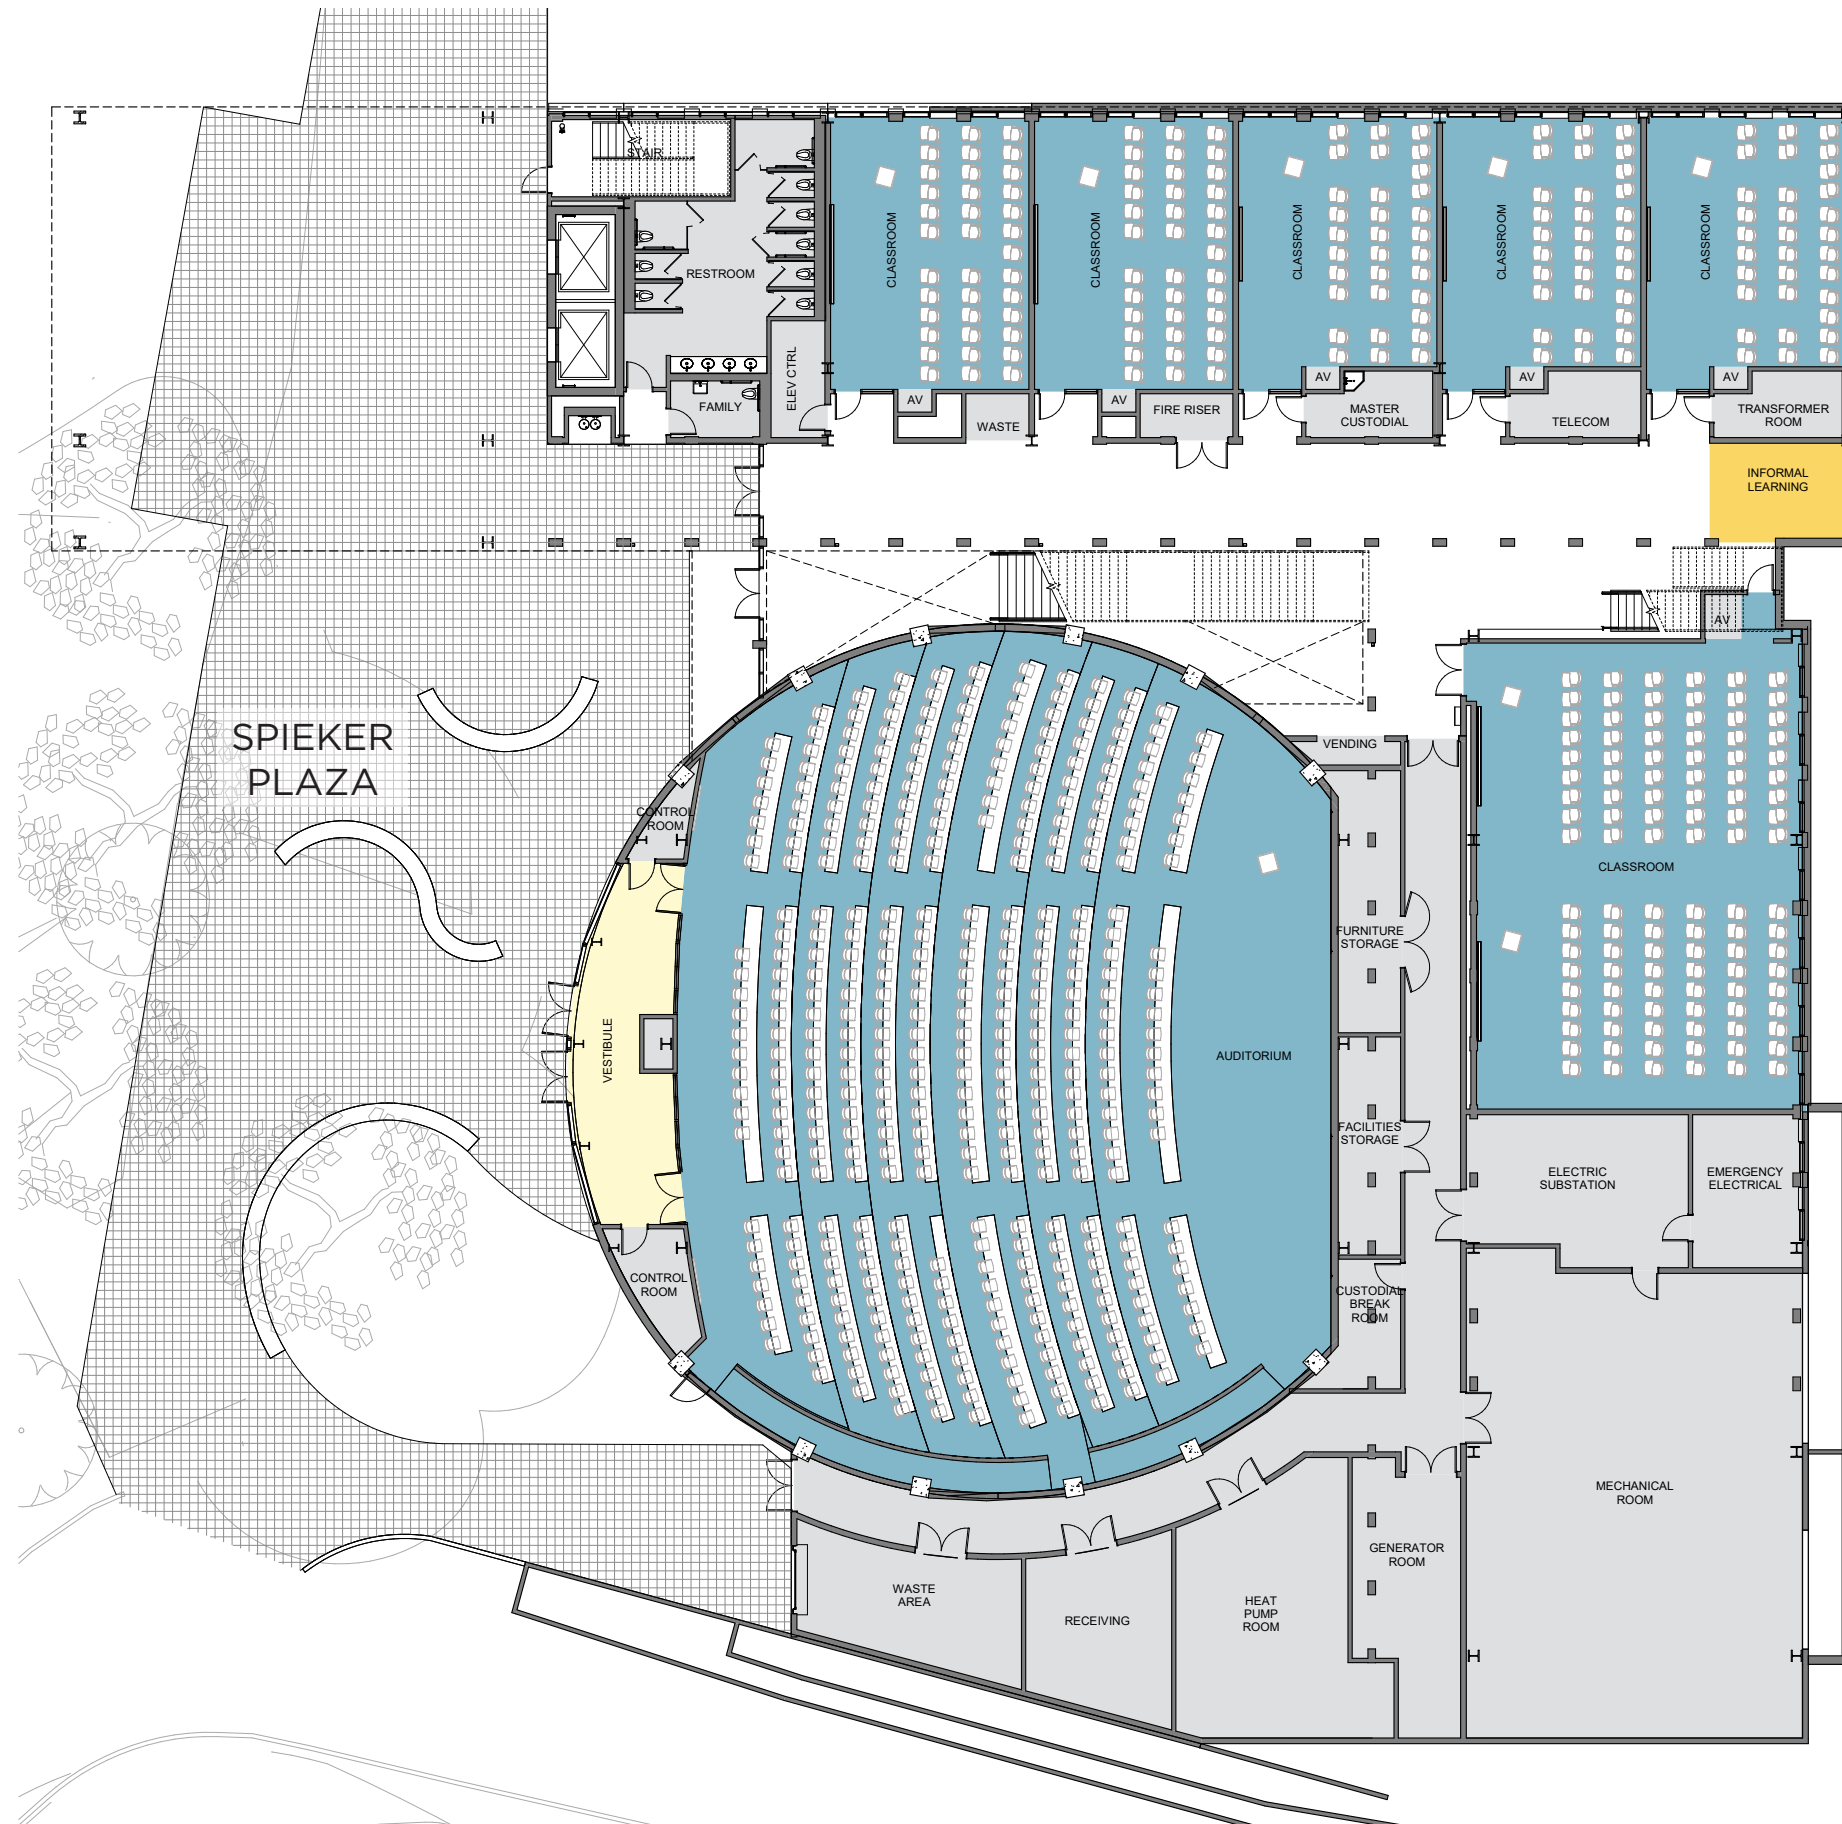 STAIR
CLASSROOM
CLASSROOM
CLASSROOM
CLASSROOM
CLASSROOM
RESTROOM
ELEV CTRL
FAMILY
AV
WASTE
AV
FIRE RISER
AV
MASTER
CUSTODIAL
AV
TELECOM
AV
TRANSFORMER
ROOM
INFORMAL
LEARNING
AV
SPIEKER
PLAZA
VENDING
CONTROL
ROOM
CLASSROOM
FURNITURE
STORAGE
VESTIBULE
AUDITORIUM
FACILITIES
STORAGE
ELECTRIC
SUBSTATION
EMERGENCY
ELECTRICAL
CONTROL
ROOM
CUSTODIAL
BREAK
ROOM
MECHANICAL
ROOM
GENERATOR
ROOM
WASTE
AREA
RECEIVING
HEAT
PUMP
ROOM